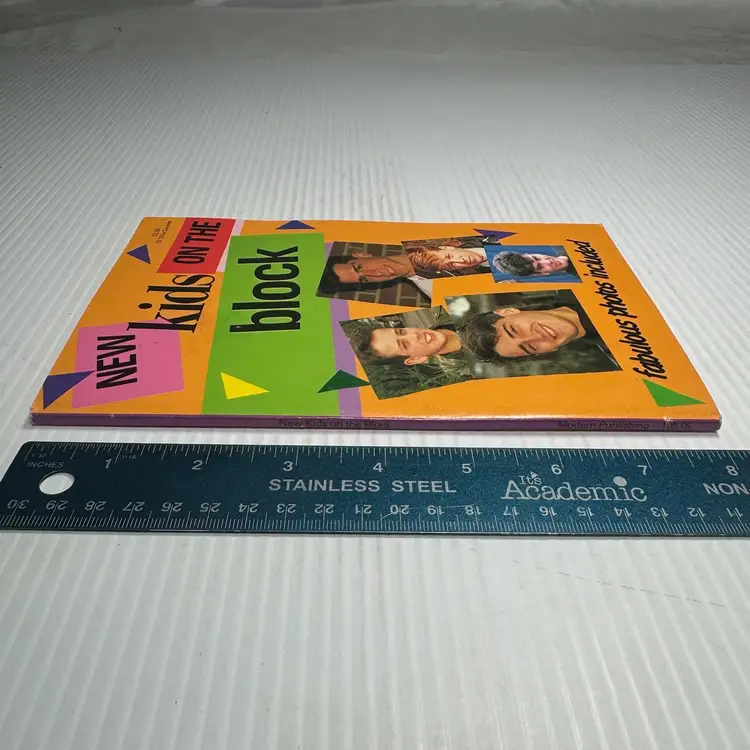 NEW
kids
ON THE
block
fabulous photos included
New Kids on the Block
Modern Publishing
INCHES
1 2 3 4 5 6 7 8
STAINLESS STEEL
It's
Academic
NON-
30 29 28 27 26 25 24 23 22 21 20 19 18 17 16 15 14 13 12 11